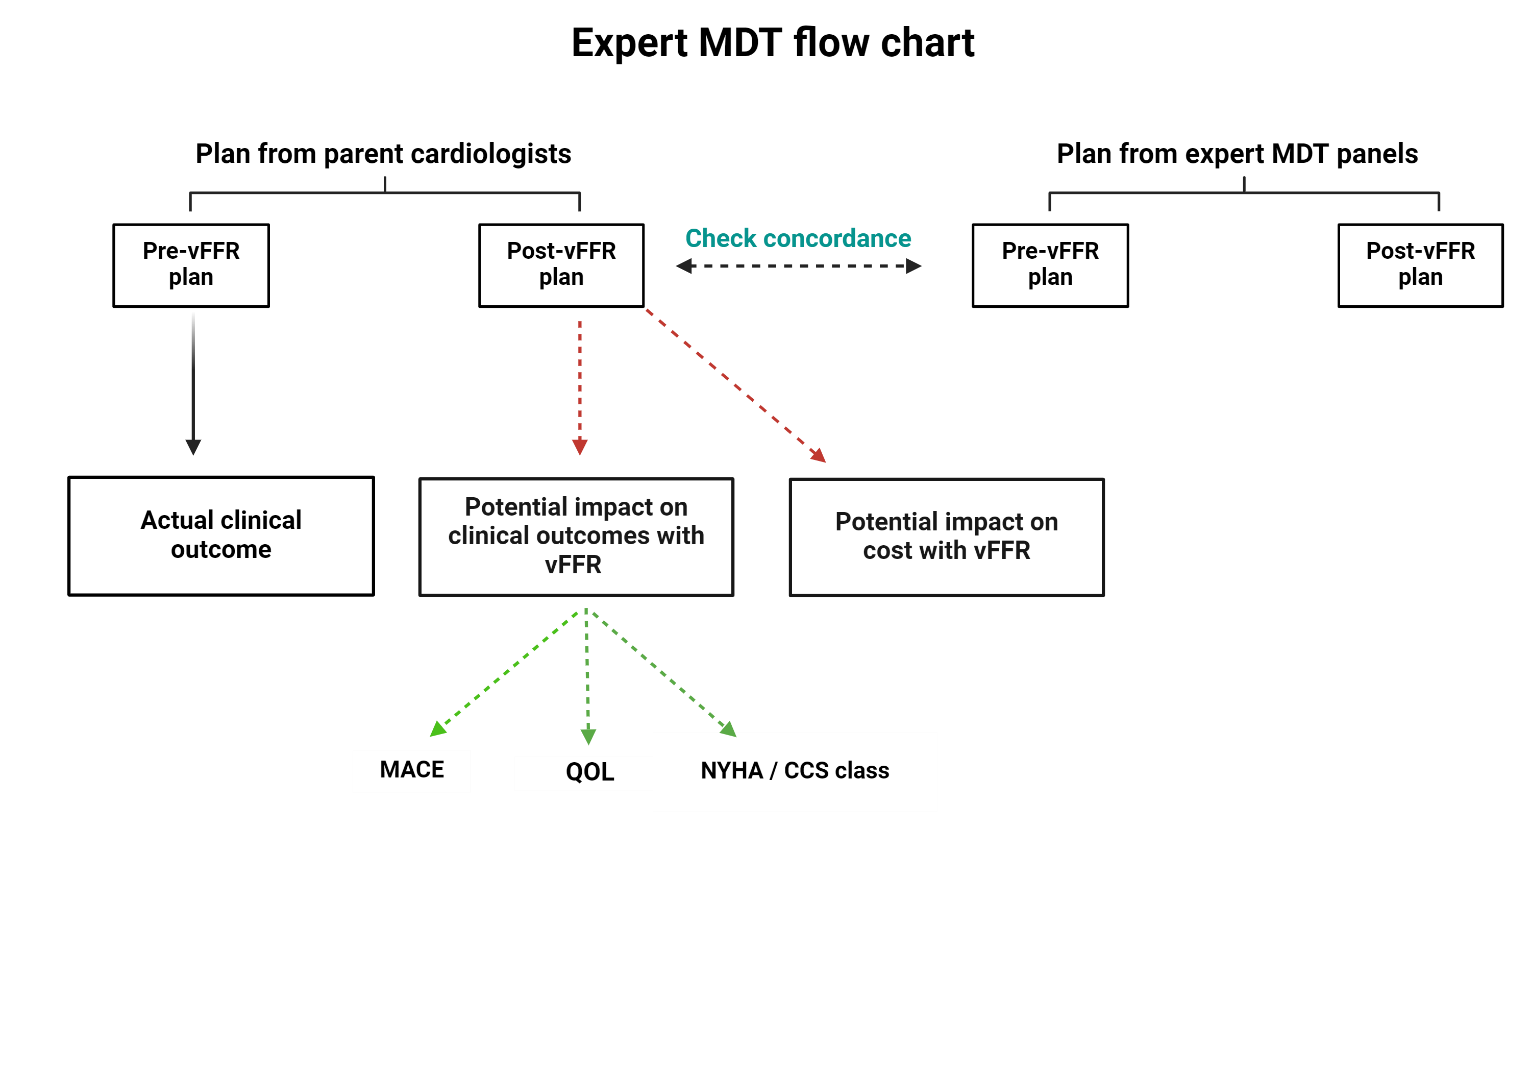 Expert MDT flow chart
Plan from parent cardiologists
Plan from expert MDT panels
Pre-vFFR
plan
Post-vFFR
plan
Check concordance
Pre-vFFR
plan
Post-vFFR
plan
Actual clinical
outcome
Potential impact on
clinical outcomes with
vFFR
Potential impact on
cost with vFFR
MACE
QOL
NYHA / CCS class